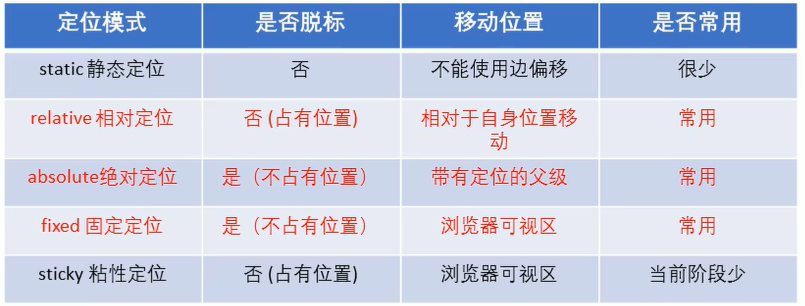 定位模式 是否脱标 移动位置 是否常用
static 静态定位 否 不能使用边偏移 很少
relative 相对定位 否 (占有位置) 相对于自身位置移动 常用
absolute绝对定位 是（不占有位置） 带有定位的父级 常用
fixed 固定定位 是（不占有位置） 浏览器可视区 常用
sticky 粘性定位 否 (占有位置) 浏览器可视区 当前阶段少